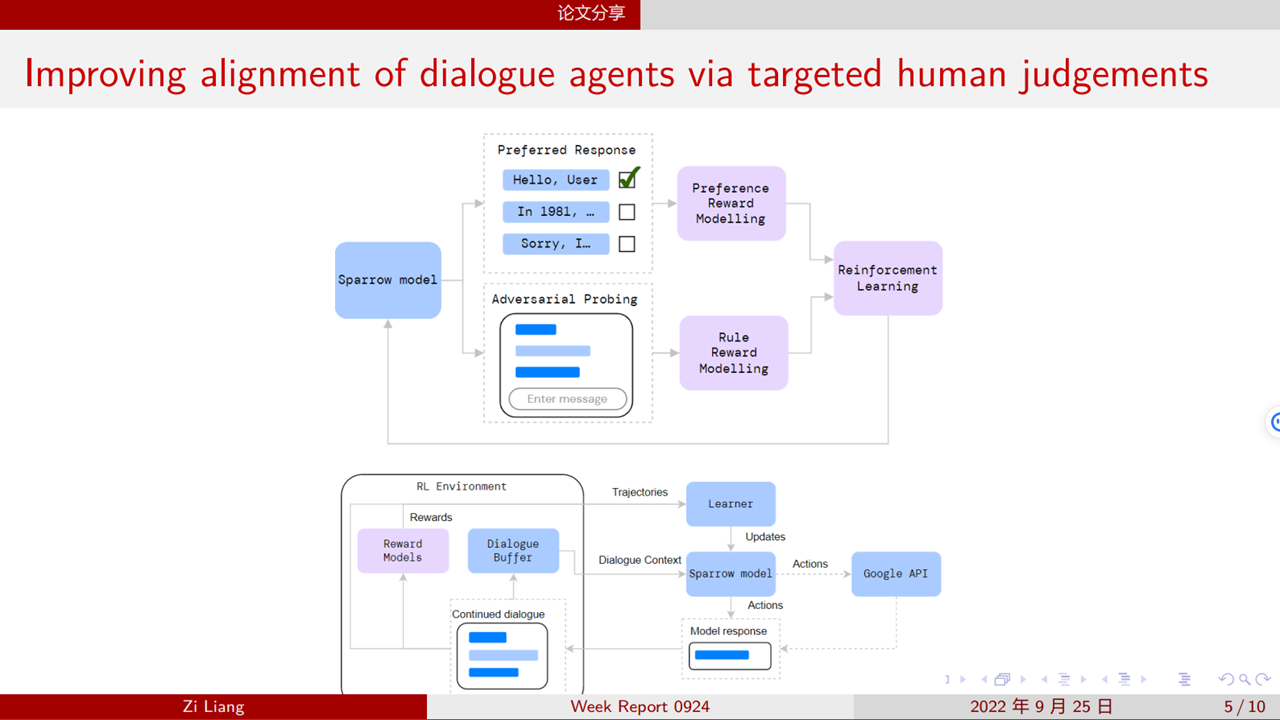 论文分享
Improving alignment of dialogue agents via targeted human judgements
Preferred Response
Hello, User
In 1981, …
Sorry, I…
Preference
Reward
Modelling
Sparrow model
Reinforcement
Learning
Adversarial Probing
Enter message
Rule
Reward
Modelling
RL Environment
Rewards
Reward
Models
Dialogue
Buffer
Continued dialogue
Trajectories
Learner
Updates
Dialogue Context
Sparrow model
Actions
Google API
Actions
Model response
Zi Liang
Week Report 0924
2022 年 9 月 25 日
5 / 10